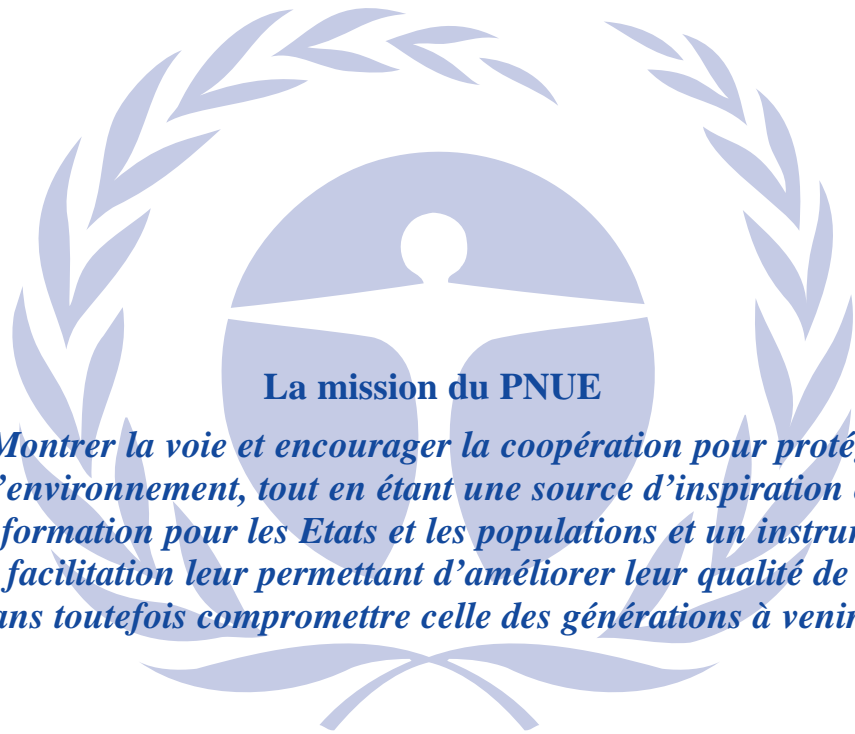 La mission du PNUE
Montrer la voie et encourager la coopération pour proté
'environnement, tout en étant une source d'inspiration
formation pour les Etats et les populations et un instru
facilitation leur permettant d'améliorer leur qualité de
ans toutefois compromettre celle des générations à venir